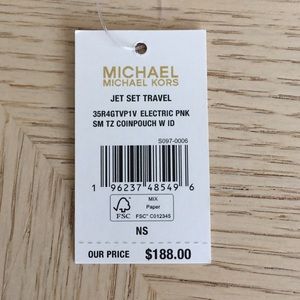 MICHAEL
MICHAEL KORS
JET SET TRAVEL
35R4GTVP1V ELECTRIC PNK
SM TZ COINPOUCH W ID
S097-0006
1 96237 48549 6
FSC
MIX
Paper
FSC® C012345
NS
OUR PRICE $188.00